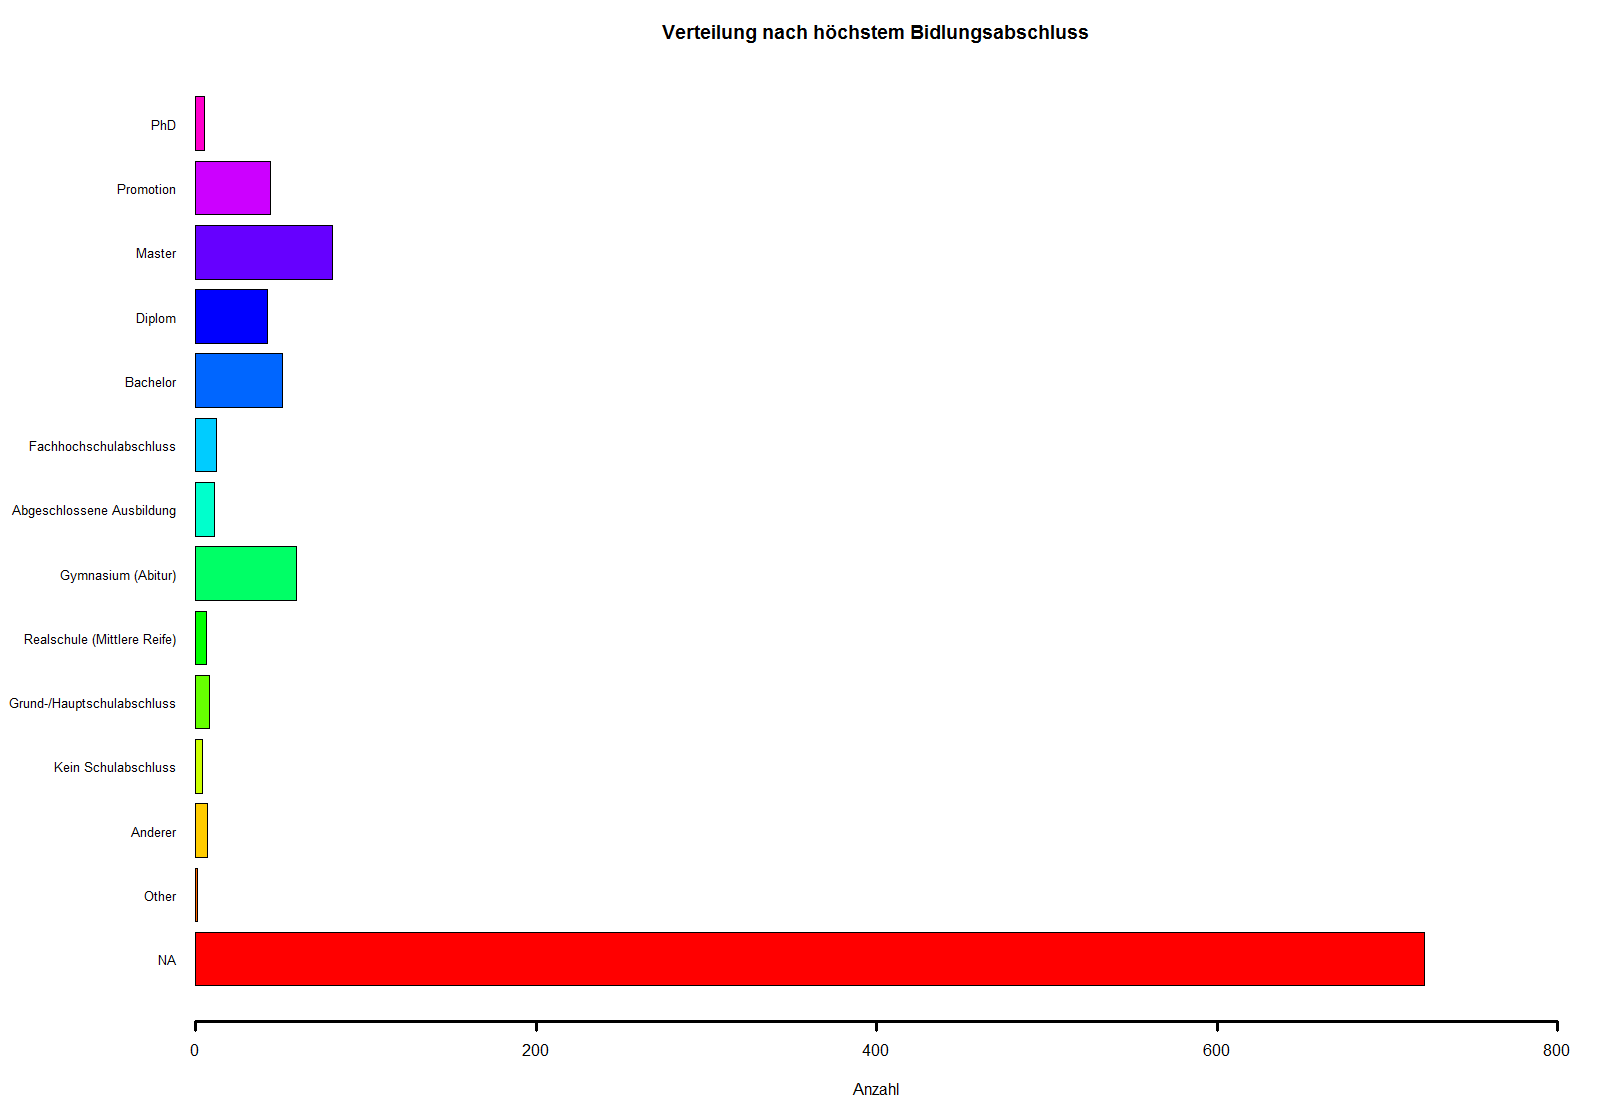 Verteilung nach höchstem Bidlungsabschluss
PhD
Promotion
Master
Diplom
Bachelor
Fachhochschulabschluss
Abgeschlossene Ausbildung
Gymnasium (Abitur)
Realschule (Mittlere Reife)
Grund-/Hauptschulabschluss
Kein Schulabschluss
Anderer
Other
NA
0 200 400 600 800
Anzahl